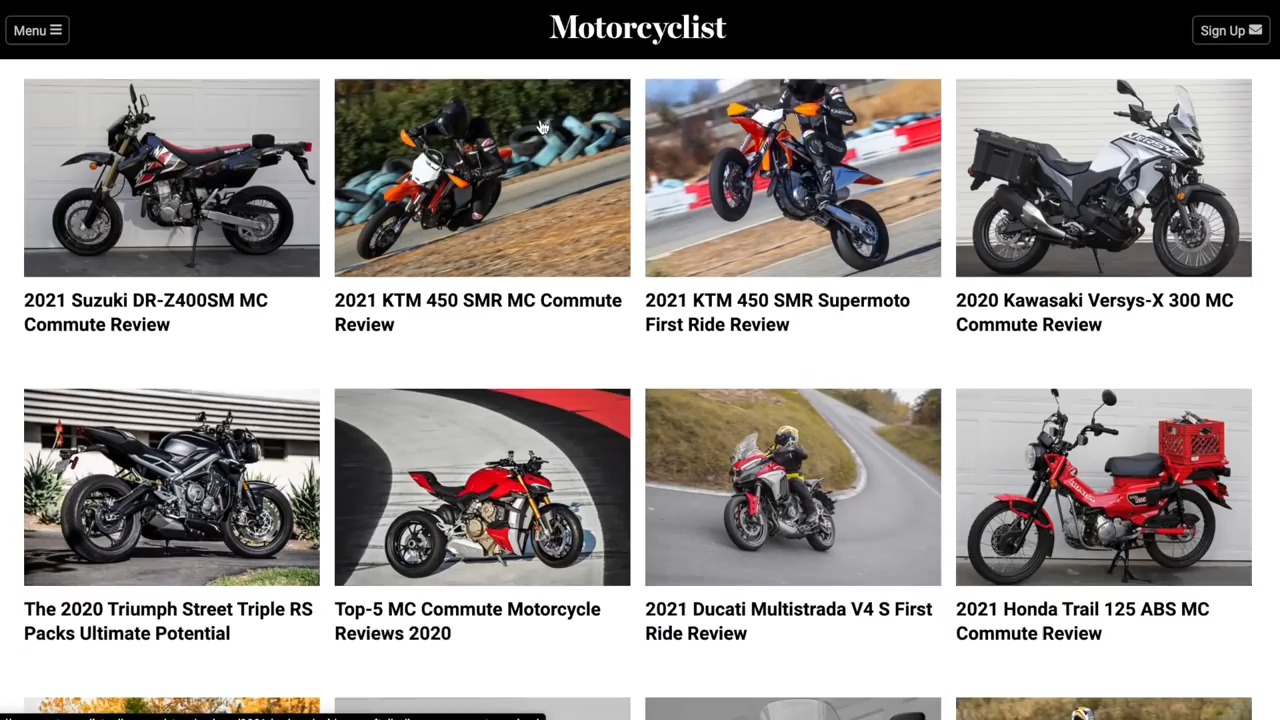 Menu
Motorcyclist
Sign Up
2021 Suzuki DR-Z400SM MC
Commute Review
2021 KTM 450 SMR MC Commute
Review
2021 KTM 450 SMR Supermoto
First Ride Review
2020 Kawasaki Versys-X 300 MC
Commute Review
The 2020 Triumph Street Triple RS
Packs Ultimate Potential
Top-5 MC Commute Motorcycle
Reviews 2020
2021 Ducati Multistrada V4 S First
Ride Review
2021 Honda Trail 125 ABS MC
Commute Review